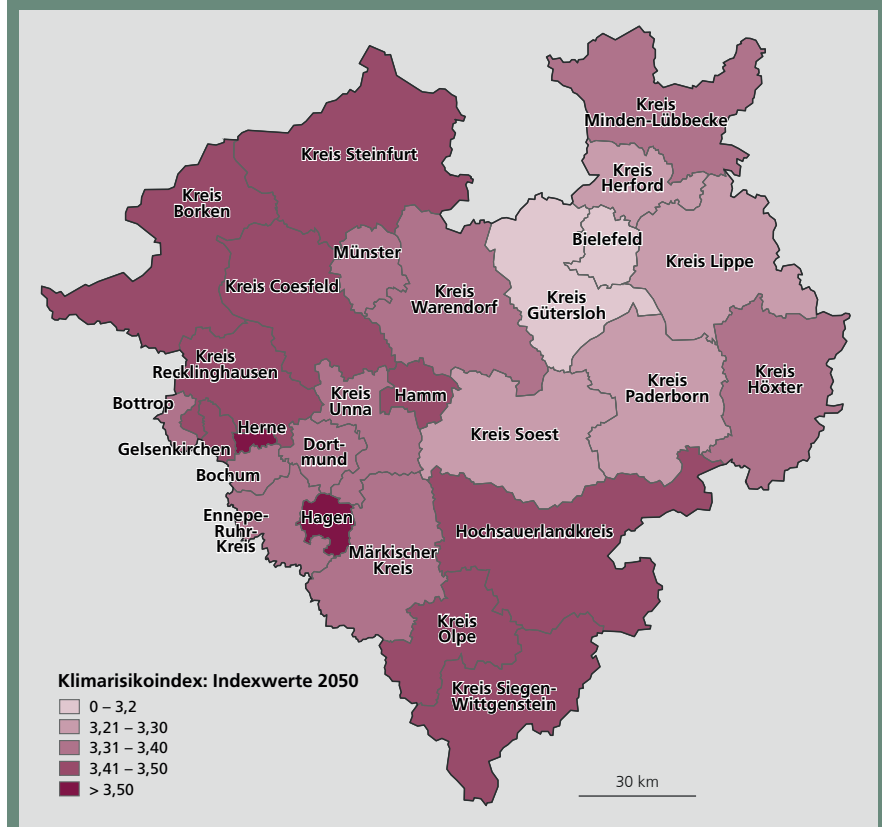 Kreis
Minden-Lübbecke
Kreis Steinfurt
Kreis
Herford
Kreis
Borken
Bielefeld
Münster
Kreis Lippe
Kreis Coesfeld
Kreis
Warendorf
Kreis
Gütersloh
Kreis
Recklinghausen
Kreis
Höxter
Kreis
Paderborn
Kreis
Unna
Hamm
Bottrop
Herne
Kreis Soest
Gelsenkirchen
Dort-
mund
Bochum
Ennepe-
Ruhr-
Kreis
Hagen
Hochsauerlandkreis
Märkischer
Kreis
Kreis
Olpe
Kreis Siegen-
Wittgenstein
Klimarisikoindex: Indexwerte 2050
0 – 3,2
3,21 – 3,30
3,31 – 3,40
3,41 – 3,50
> 3,50
30 km